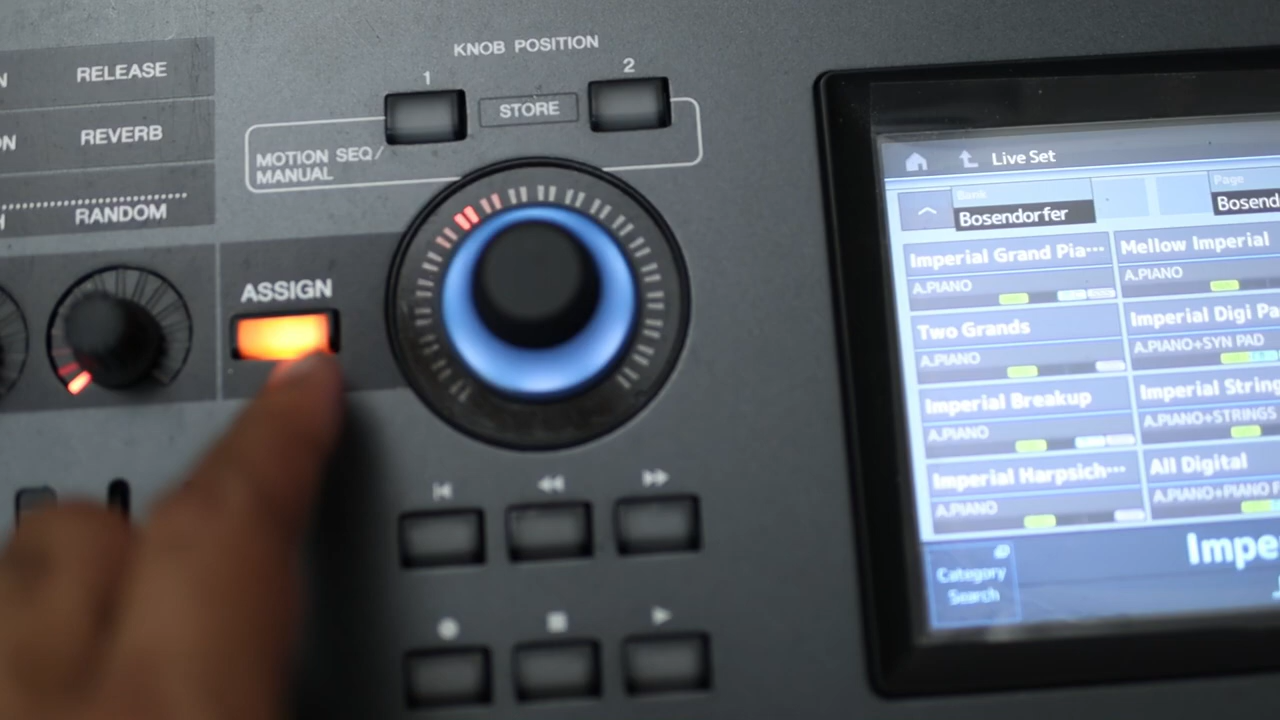 KNOB POSITION
1
2
STORE
MOTION SEQ/
MANUAL
RELEASE
REVERB
RANDOM
ASSIGN
Live Set
Bank
Page
Bosendorfer
Bosend
Imperial Grand Pia···
A.PIANO
Mellow Imperial
A.PIANO
Two Grands
A.PIANO
Imperial Digi Pa
A.PIANO+SYN PAD
Imperial Breakup
A.PIANO
Imperial String
A.PIANO+STRINGS
Imperial Harpsich···
A.PIANO
All Digital
A.PIANO+PIANO F
Category
Search
Impe